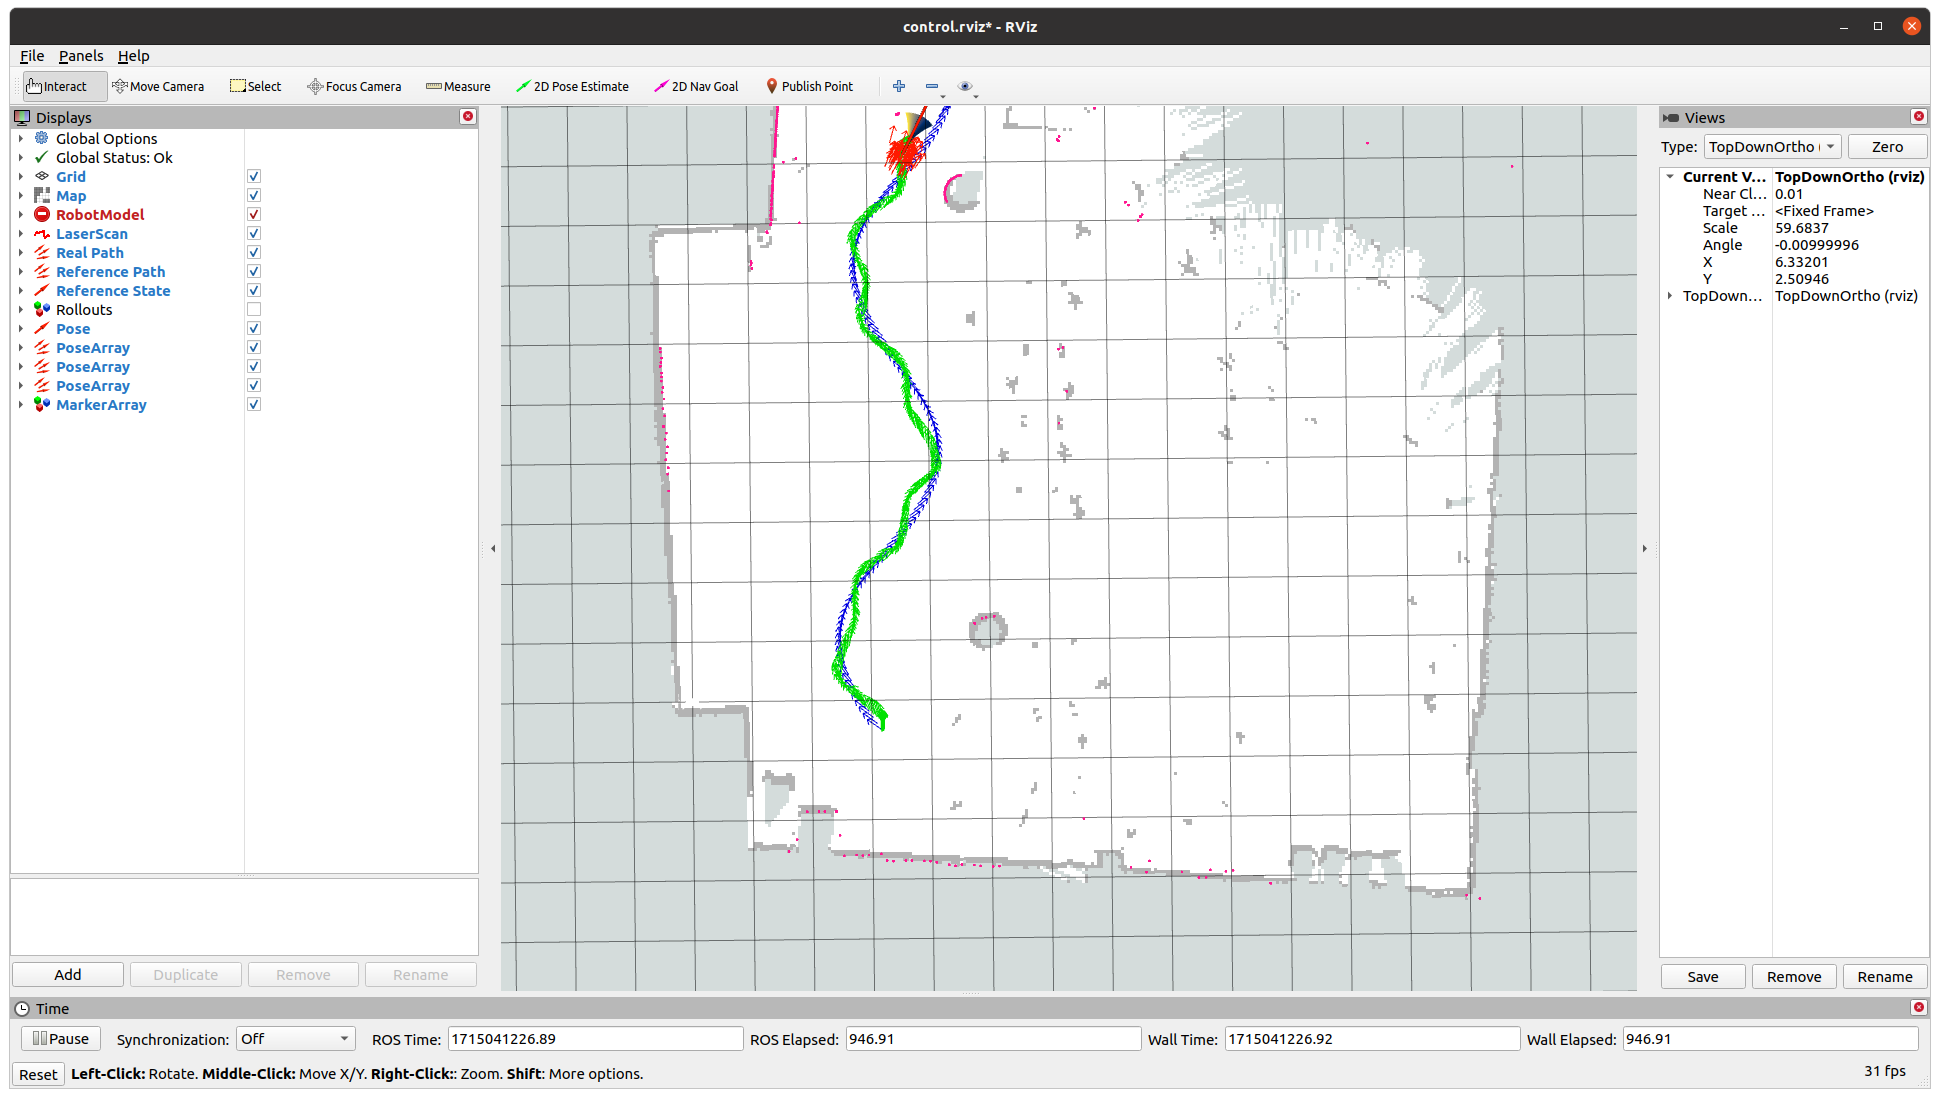 control.rviz* - RViz
File Panels Help
Interact Move Camera Select Focus Camera Measure 2D Pose Estimate 2D Nav Goal Publish Point
Displays
Global Options
Global Status: Ok
Grid
Map
RobotModel
LaserScan
Real Path
Reference Path
Reference State
Rollouts
Pose
PoseArray
PoseArray
PoseArray
MarkerArray
Add Duplicate Remove Rename
Views
Type: TopDownOrtho ( Zero
Current V... TopDownOrtho (rviz)
Near Cl... 0.01
Target ... <Fixed Frame>
Scale 59.6837
Angle -0.00999996
X 6.33201
Y 2.50946
TopDown... TopDownOrtho (rviz)
Save Remove Rename
Time
Pause Synchronization: Off ROS Time: 1715041226.89 ROS Elapsed: 946.91 Wall Time: 1715041226.92 Wall Elapsed: 946.91
Reset Left-Click: Rotate. Middle-Click: Move X/Y. Right-Click:: Zoom. Shift: More options. 31 fps